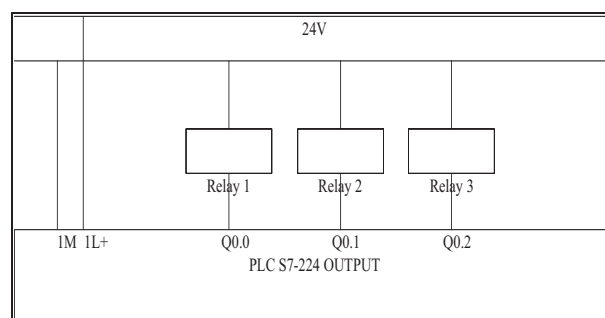 24V
Relay 1 Relay 2 Relay 3
1M 1L+ Q0.0 Q0.1 Q0.2
PLC S7-224 OUTPUT